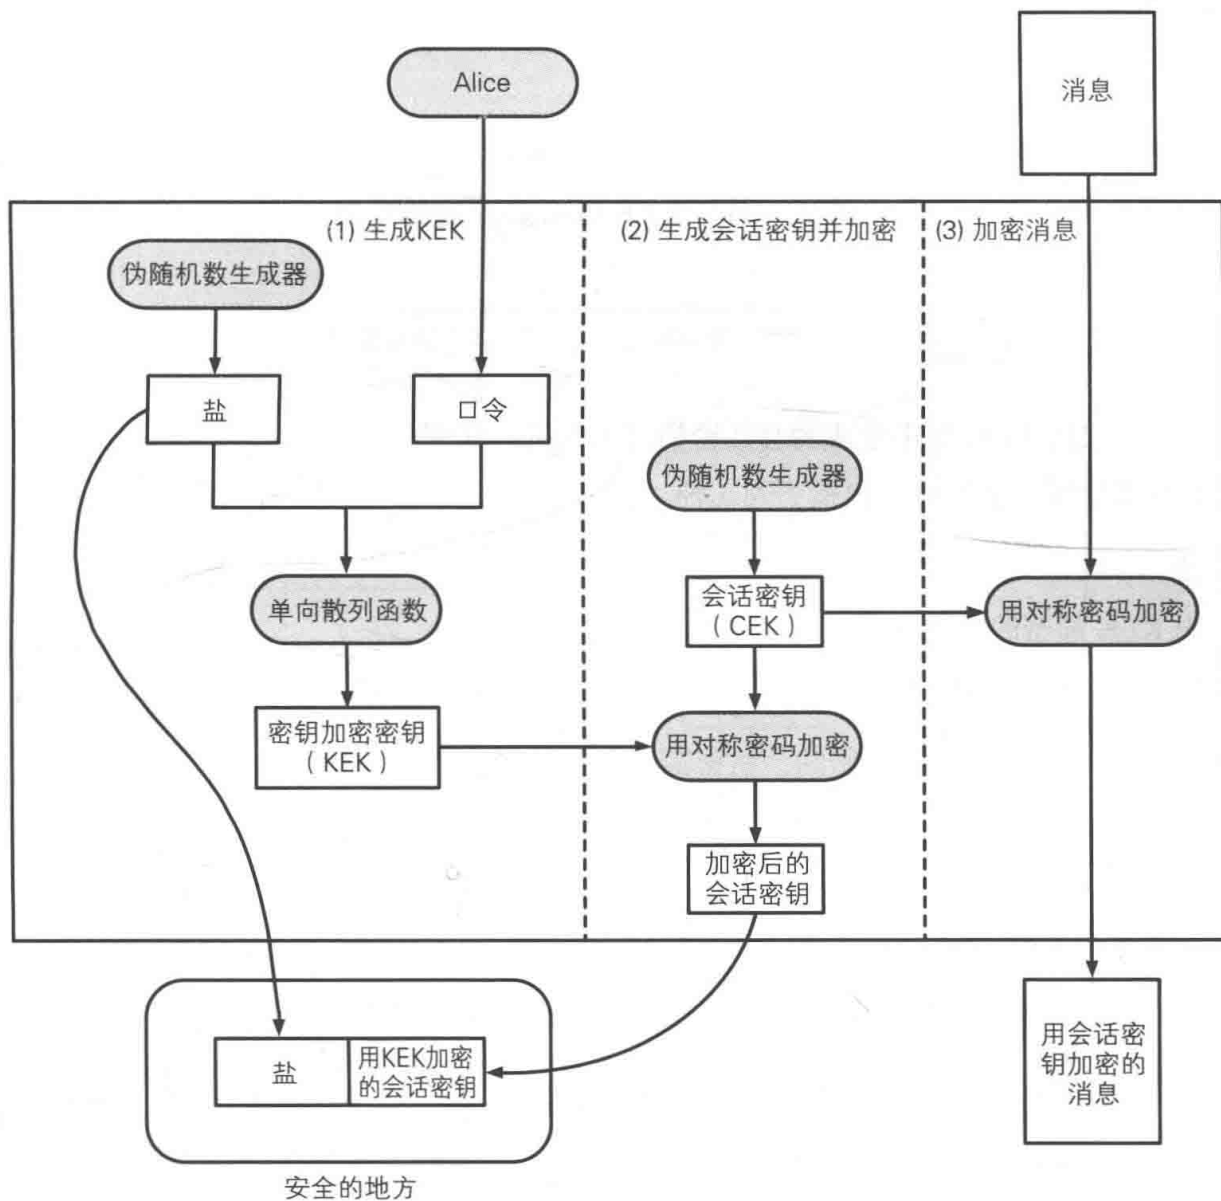 Alice
消息
(1) 生成KEK
(2) 生成会话密钥并加密
(3) 加密消息
伪随机数生成器
盐
口令
伪随机数生成器
单向散列函数
会话密钥
（CEK）
用对称密码加密
密钥加密密钥
（KEK）
用对称密码加密
加密后的
会话密钥
盐
用KEK加密
的会话密钥
用会话密
钥加密的
消息
安全的地方